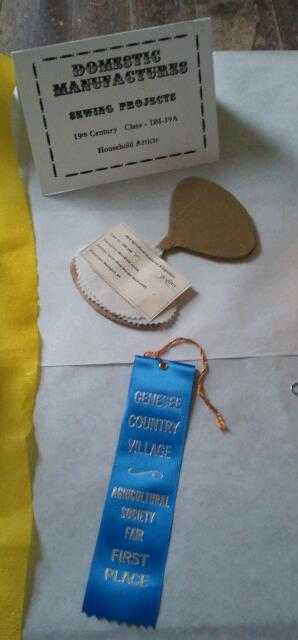 DOMESTIC
MANUFACTURES
SEWING PROJECTS
19th Century Class - DM-19A
Household Article
GENESEE
COUNTRY
VILLAGE
AGRICULTURAL
SOCIETY
FAIR
FIRST
PLACE